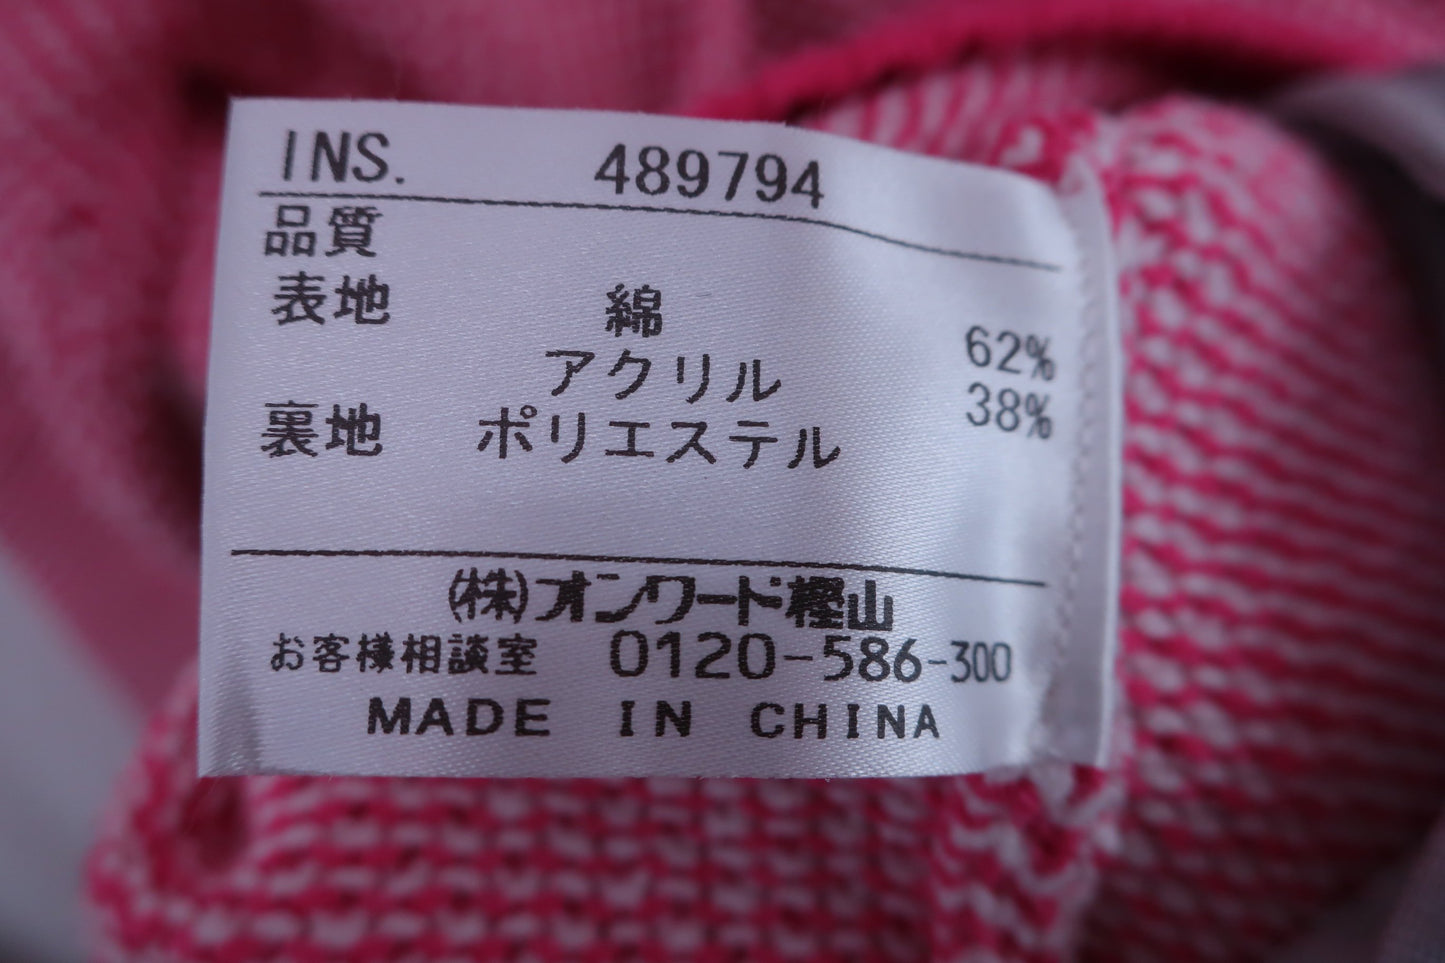 INS. 489794
品質
表地 綿 62%
アクリル 38%
裏地 ポリエステル
㈱オンワード樫山
お客様相談室 0120-586-300
MADE IN CHINA